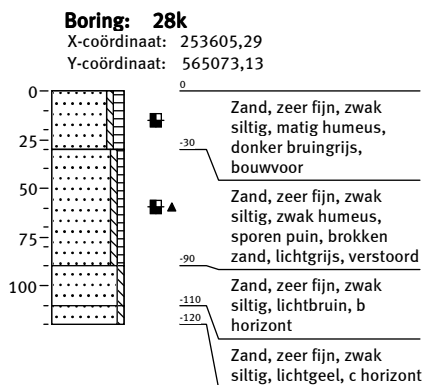 Boring: 28k
X-coördinaat: 253605,29
Y-coördinaat: 565073,13
0
25
50
75
100
0
Zand, zeer fijn, zwak
siltig, matig humeus,
donker bruingrijs,
bouwvoor
-30
Zand, zeer fijn, zwak
siltig, zwak humeus,
sporen puin, brokken
zand, lichtgrijs, verstoord
-90
Zand, zeer fijn, zwak
siltig, lichtbruin, b
horizont
-110
-120
Zand, zeer fijn, zwak
siltig, lichtgeel, c horizont